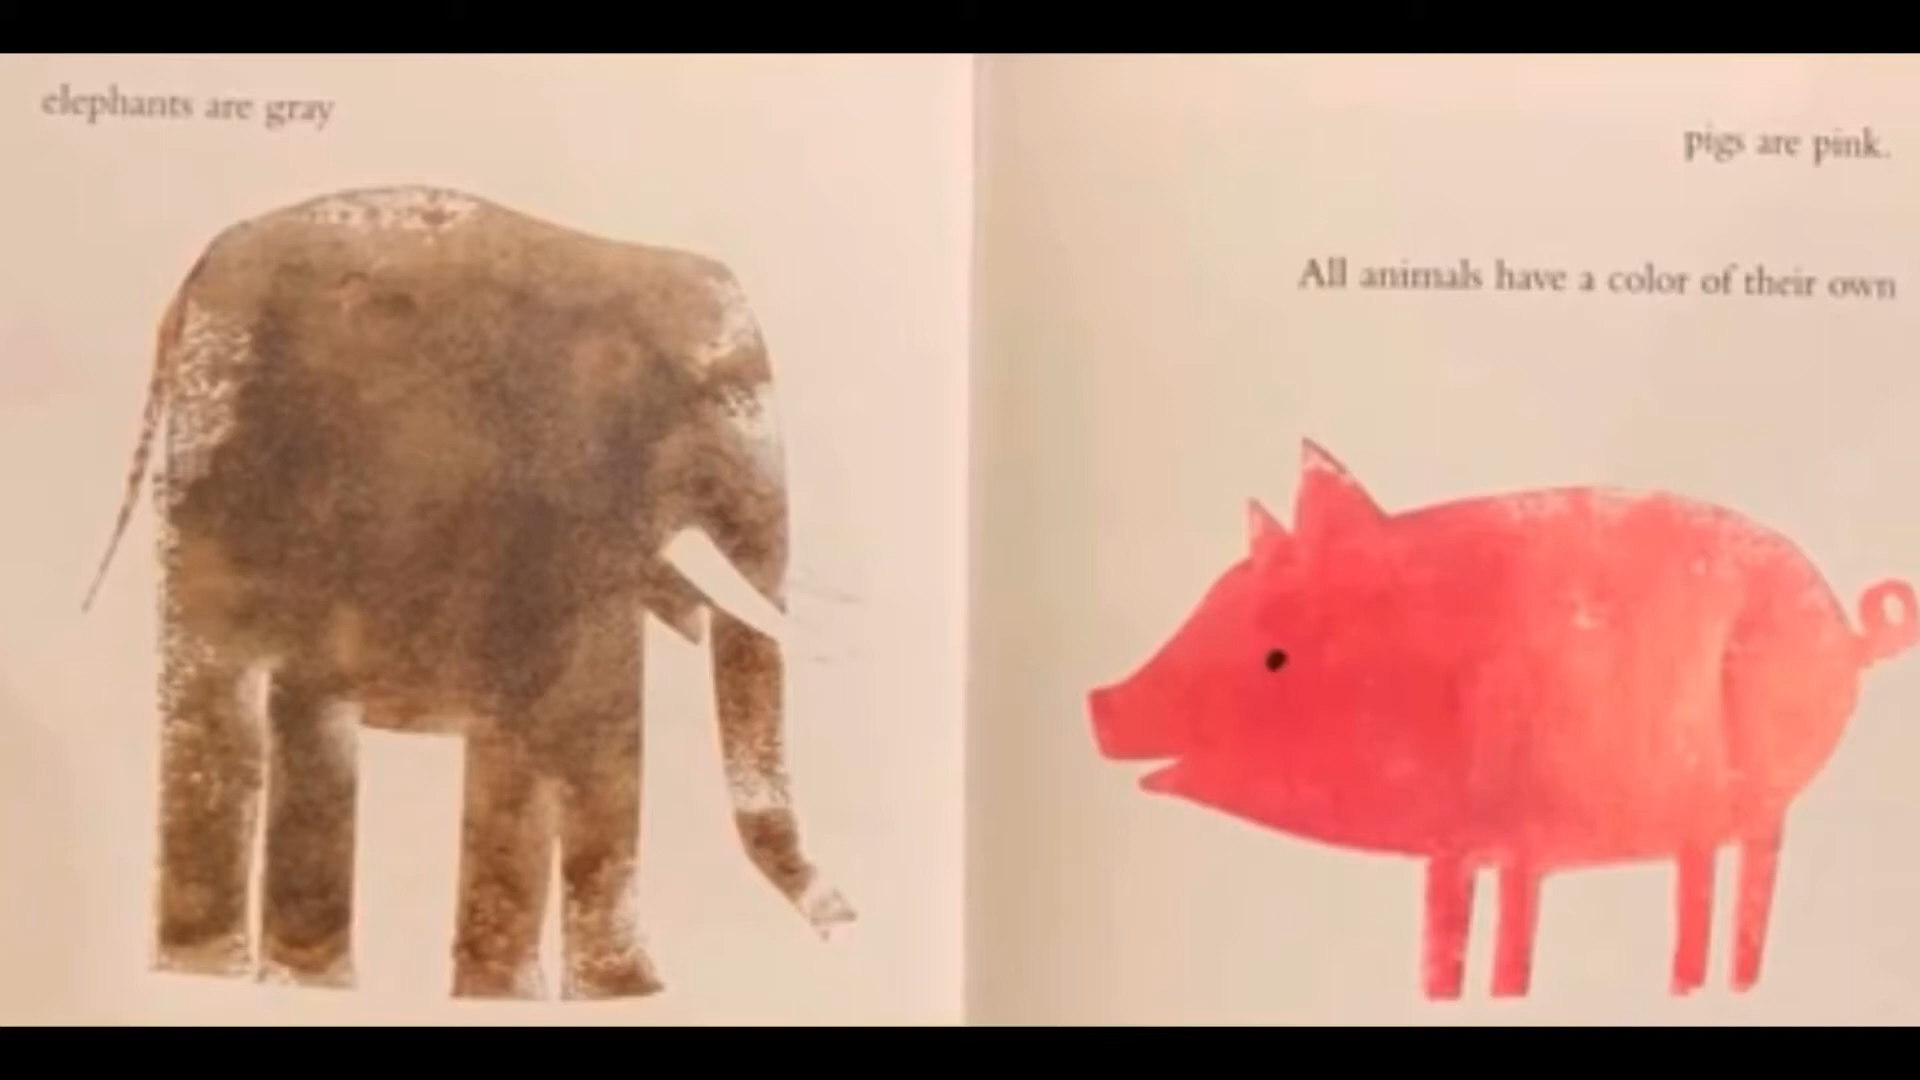 elephants are gray
pigs are pink.
All animals have a color of their own